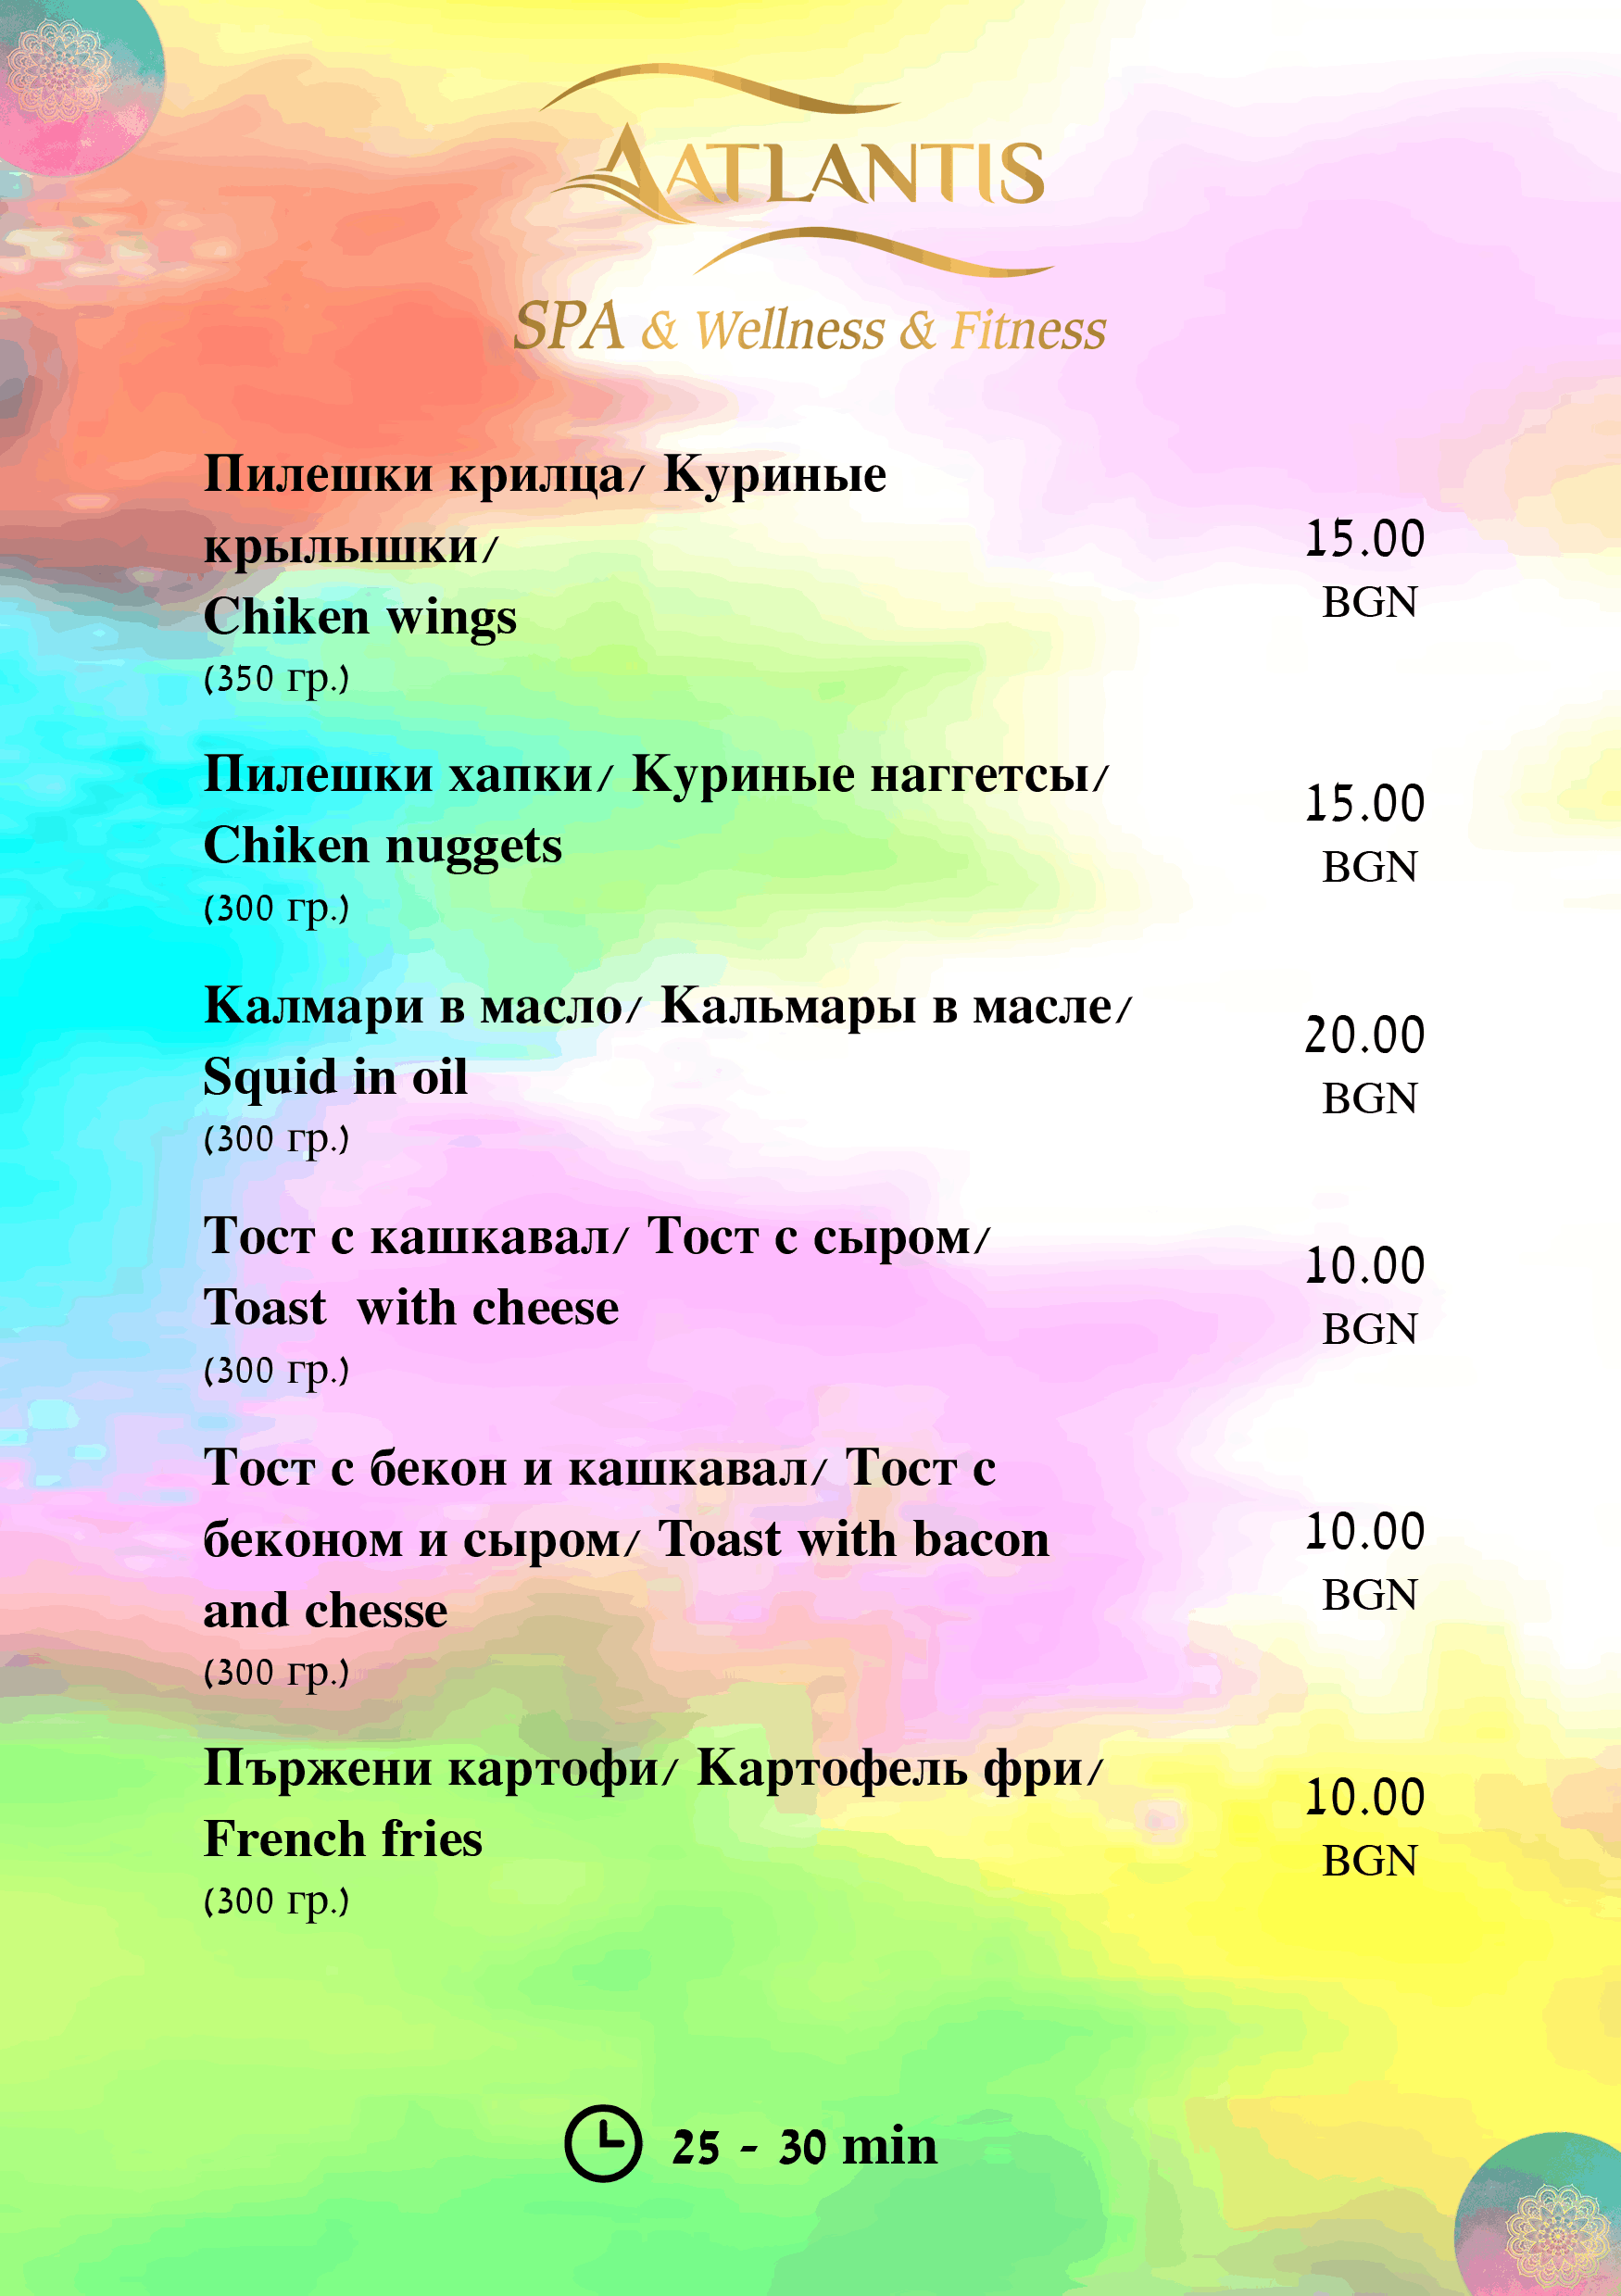 AATLANTIS
SPA & Wellness & Fitness
Пилешки крилца/ Куриные
крылышки/
Chiken wings
(350 гр.)
15.00
BGN
Пилешки хапки/ Куриные наггетсы/
Chiken nuggets
(300 гр.)
15.00
BGN
Калмари в масло/ Кальмары в масле/
Squid in oil
(300 гр.)
20.00
BGN
Тост с кашкавал/ Тост с сыром/
Toast  with cheese
(300 гр.)
10.00
BGN
Тост с бекон и кашкавал/ Тост с
беконом и сыром/ Toast with bacon
and chesse
(300 гр.)
10.00
BGN
Пържени картофи/ Картофель фри/
French fries
(300 гр.)
10.00
BGN
25 - 30 min